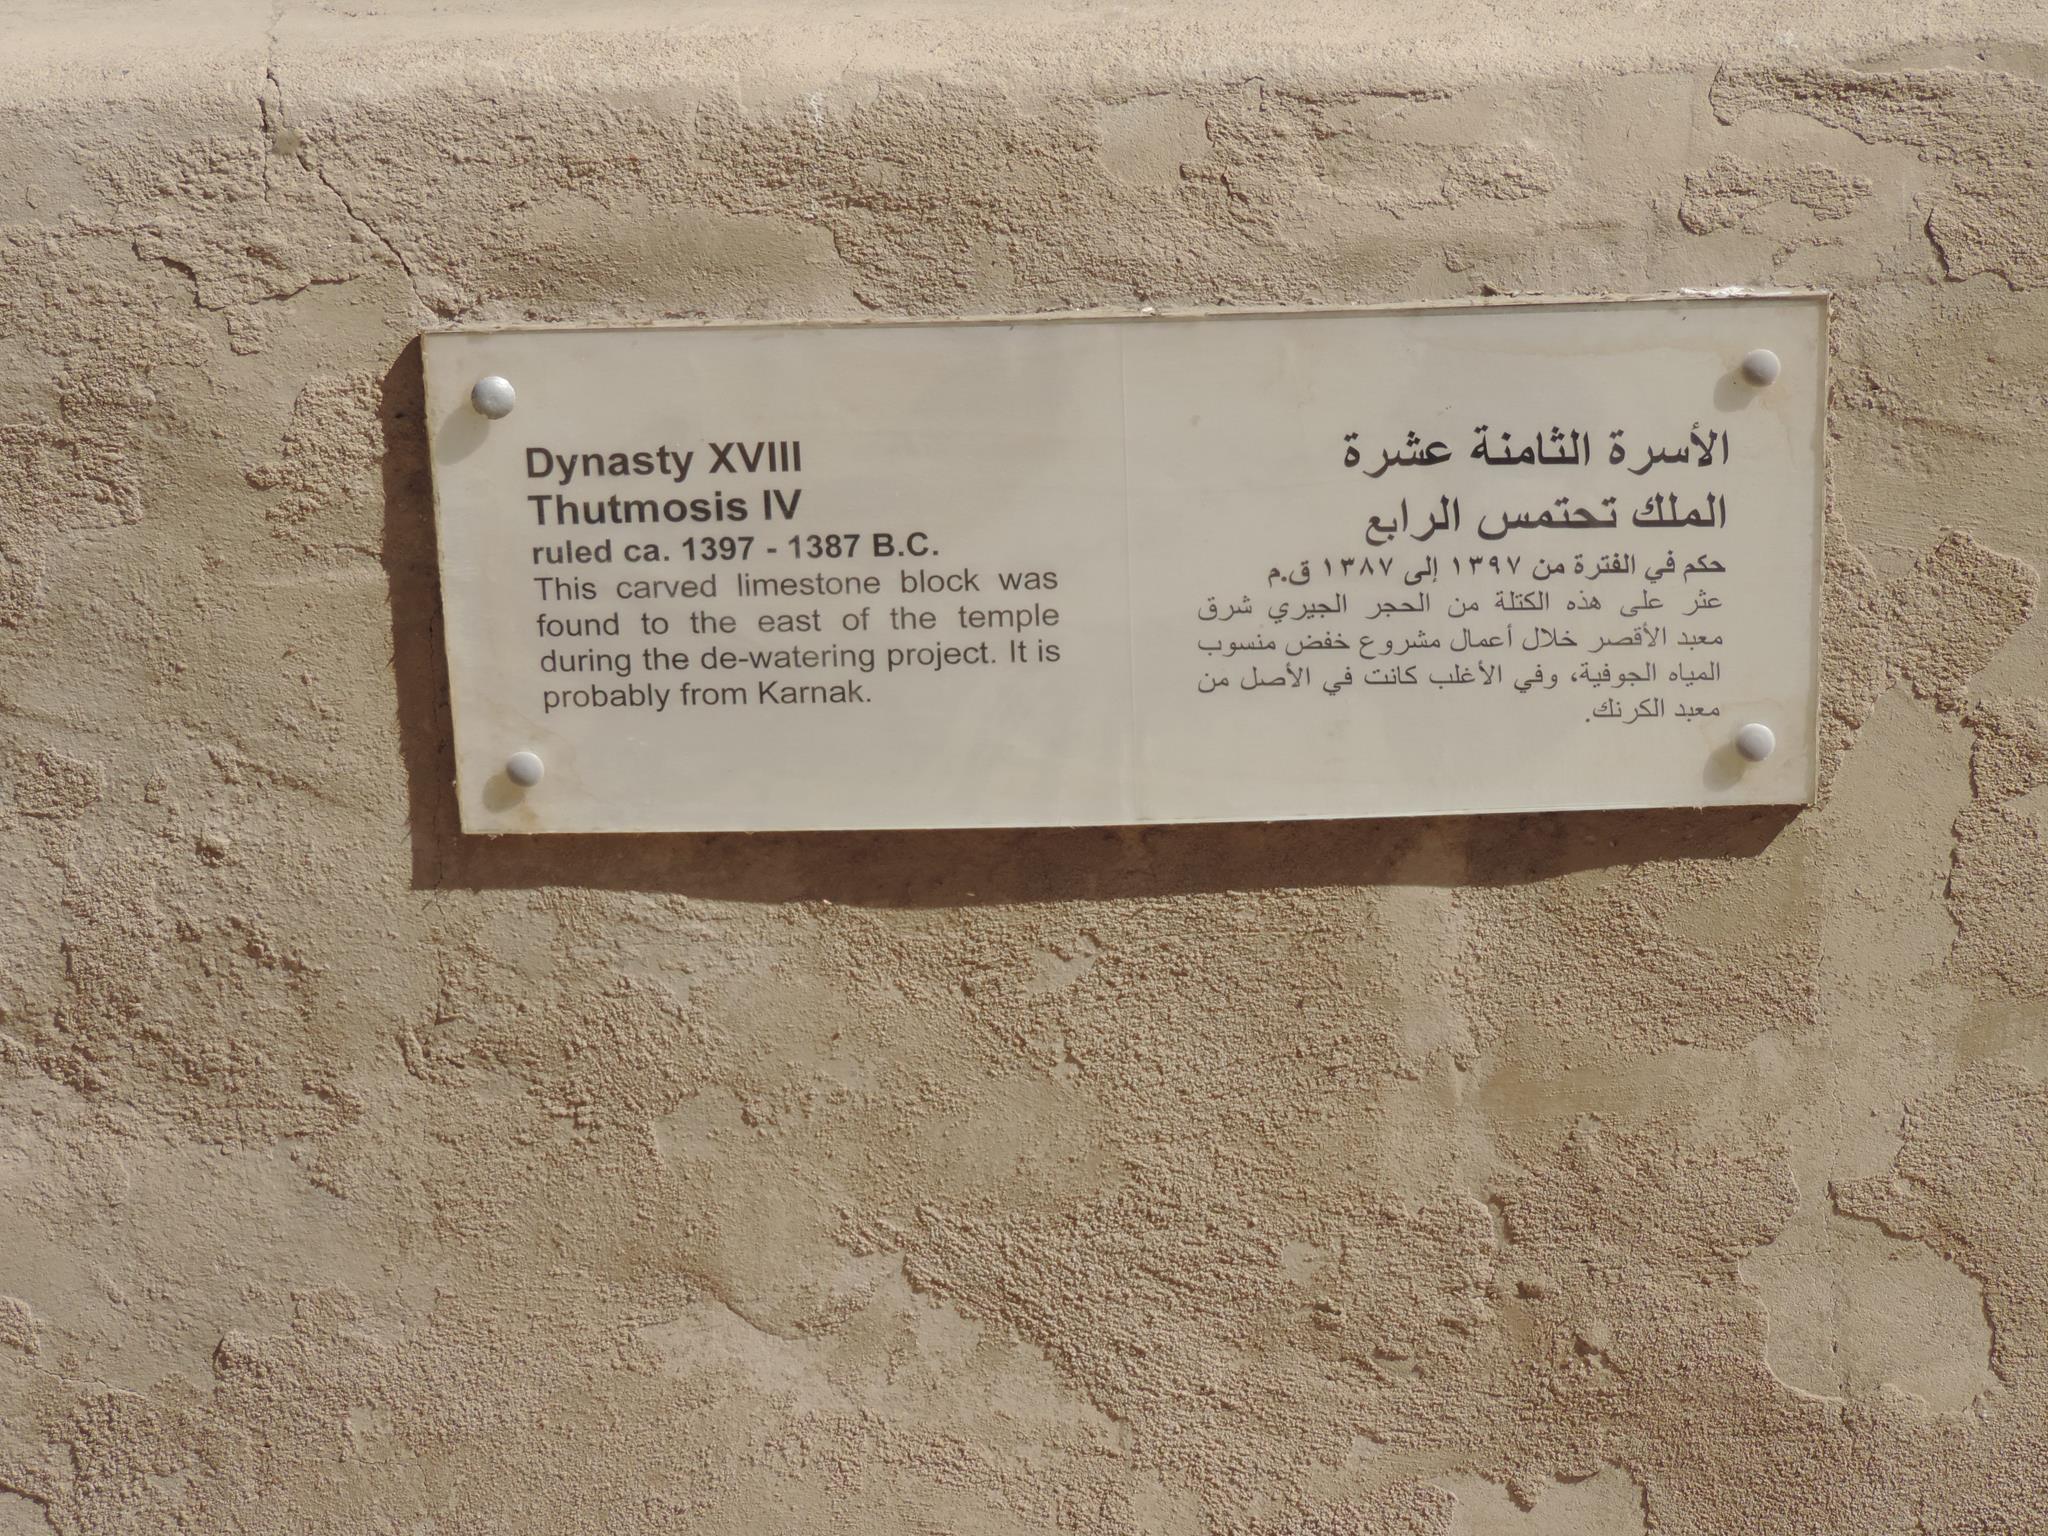 Dynasty XVIII
Thutmosis IV
ruled ca. 1397 - 1387 B.C.
This carved limestone block was
found to the east of the temple
during the de-watering project. It is
probably from Karnak.
الأسرة الثامنة عشرة
الملك تحتمس الرابع
حكم في الفترة من ١٣٩٧ إلى ١٣٨٧ ق.م
عثر على هذه الكتلة من الحجر الجيري شرق
معبد الأقصر خلال أعمال مشروع خفض منسوب
المياه الجوفية، وفي الأغلب كانت في الأصل من
معبد الكرنك.